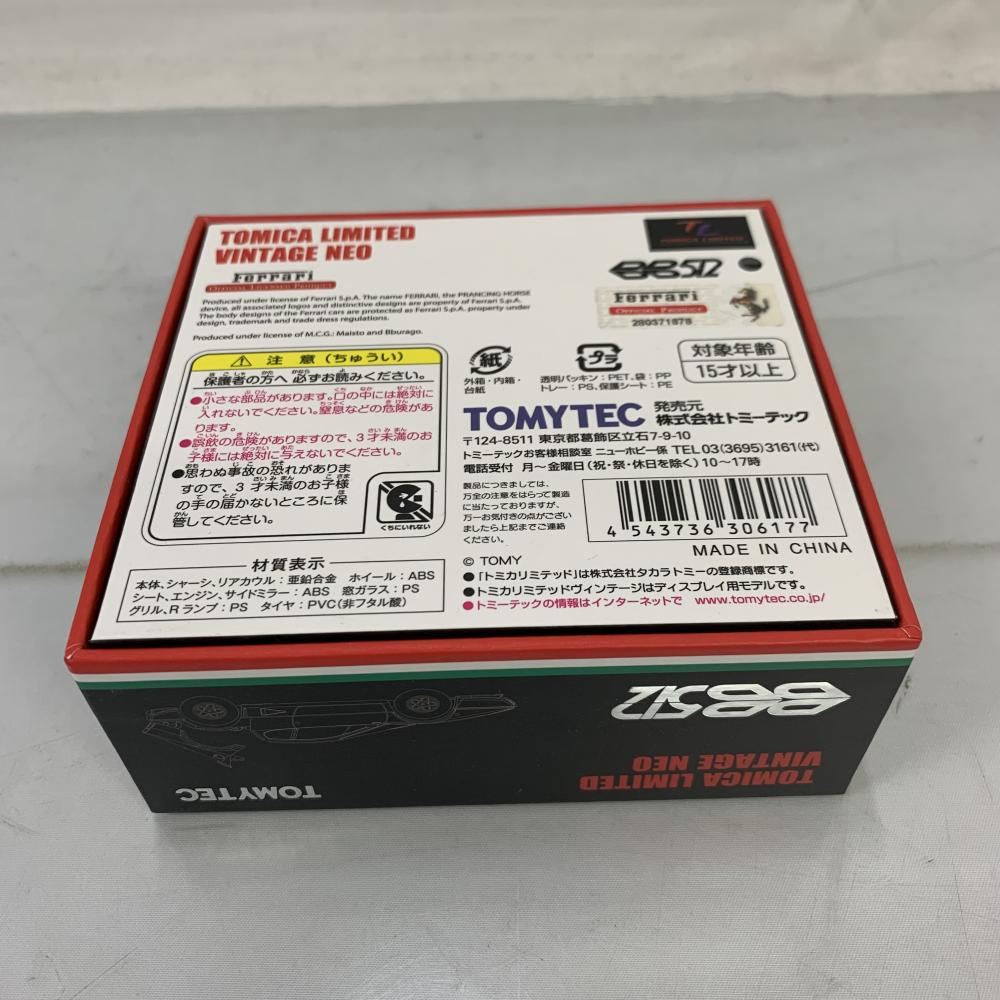 TOMICA LIMITED
VINTAGE NEO
Ferrari
OFFICIAL LICENSED PRODUCT
Produced under license of Ferrari S.p.A. The name FERRARI, the PRANCING HORSE
device, all associated logos and distinctive designs are property of Ferrari S.p.A.
The body designs of the Ferrari cars are protected as Ferrari S.p.A. property under
design, trademark and trade dress regulations.
Produced under license of M.C.G.: Maisto and Bburago.
TL
TOMICA LIMITED
BB512
Ferrari
OFFICIAL PRODUCT
280371878
注意(ちゅうい)
保護者の方へ 必ずお読みください。
●小さな部品があります。口の中には絶対に
入れないでください。窒息などの危険があ
ります。
●誤飲の危険がありますので、3才未満のお
子様には絶対に与えないでください。
●思わぬ事故の恐れがありま
すので、3才未満のお子様
の手の届かないところに保
管してください。
くちにいれない
紙
外箱・内箱・
台紙
プラ
透明パッキン:PET、袋:PP
トレー:PS、保護シート:PE
対象年齢
15才以上
TOMYTEC 発売元 株式会社トミーテック
〒124-8511 東京都葛飾区立石7-9-10
トミーテックお客様相談室 ニューホビー係 TEL 03(3695)3161(代)
電話受付 月~金曜日(祝・祭・休日を除く)10~17時
製品につきましては、
万全の注意をはらって製造
に当たっておりますが、
万一お気付きの点がござい
ましたら上記までご連絡
ください。
4 543736 306177
MADE IN CHINA
材質表示
本体、シャーシ、リアカウル:亜鉛合金 ホイール:ABS
シート、エンジン、サイドミラー:ABS 窓ガラス:PS
グリル、Rランプ:PS タイヤ:PVC(非フタル酸)
© TOMY
●「トミカリミテッド」は株式会社タカラトミーの登録商標です。
●トミカリミテッドヴィンテージはディスプレイ用モデルです。
●トミーテックの情報はインターネットで www.tomytec.co.jp/
BB512
TOMICA LIMITED
VINTAGE NEO
TOMYTEC